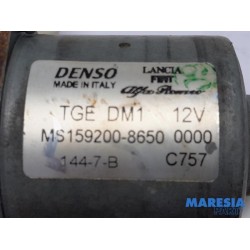 DENSO
MADE IN ITALY
LANCIA
FIAT
Alfa Romeo
TGE DM1 12V
MS159200-8650 0000
144-7-B C757
MARESIA